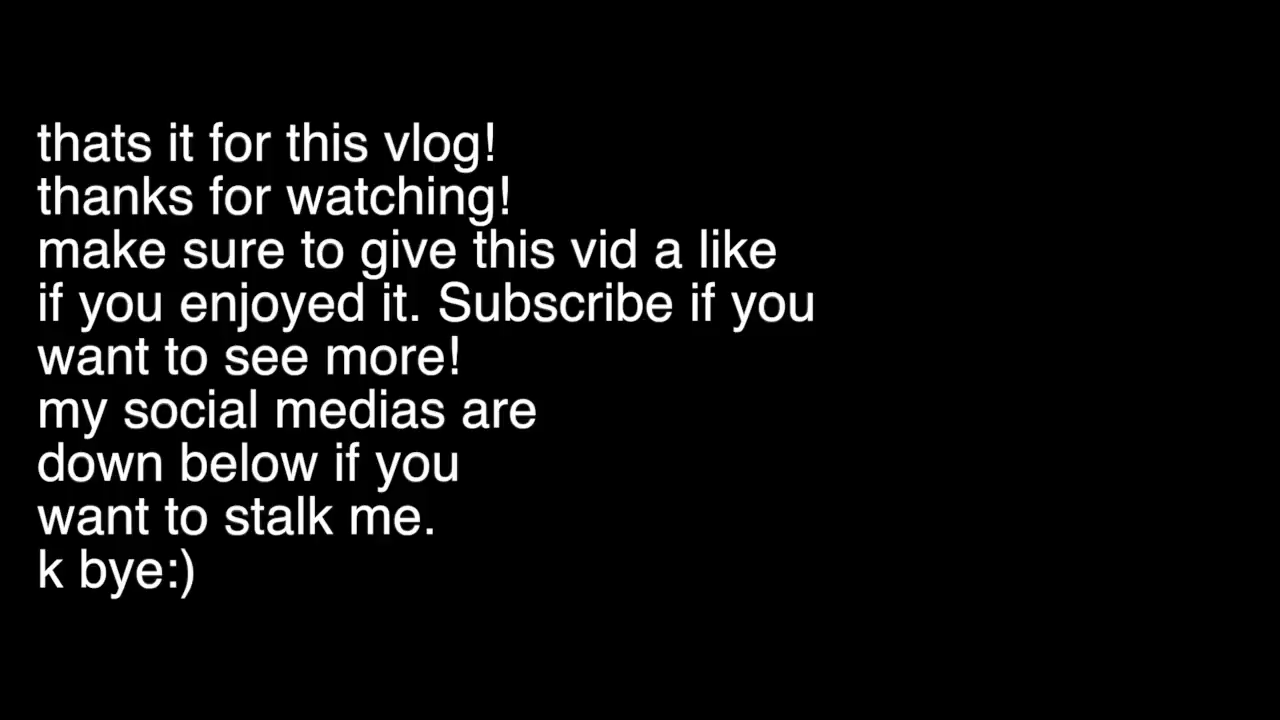 thats it for this vlog!
thanks for watching!
make sure to give this vid a like
if you enjoyed it. Subscribe if you
want to see more!
my social medias are
down below if you
want to stalk me.
k bye:)